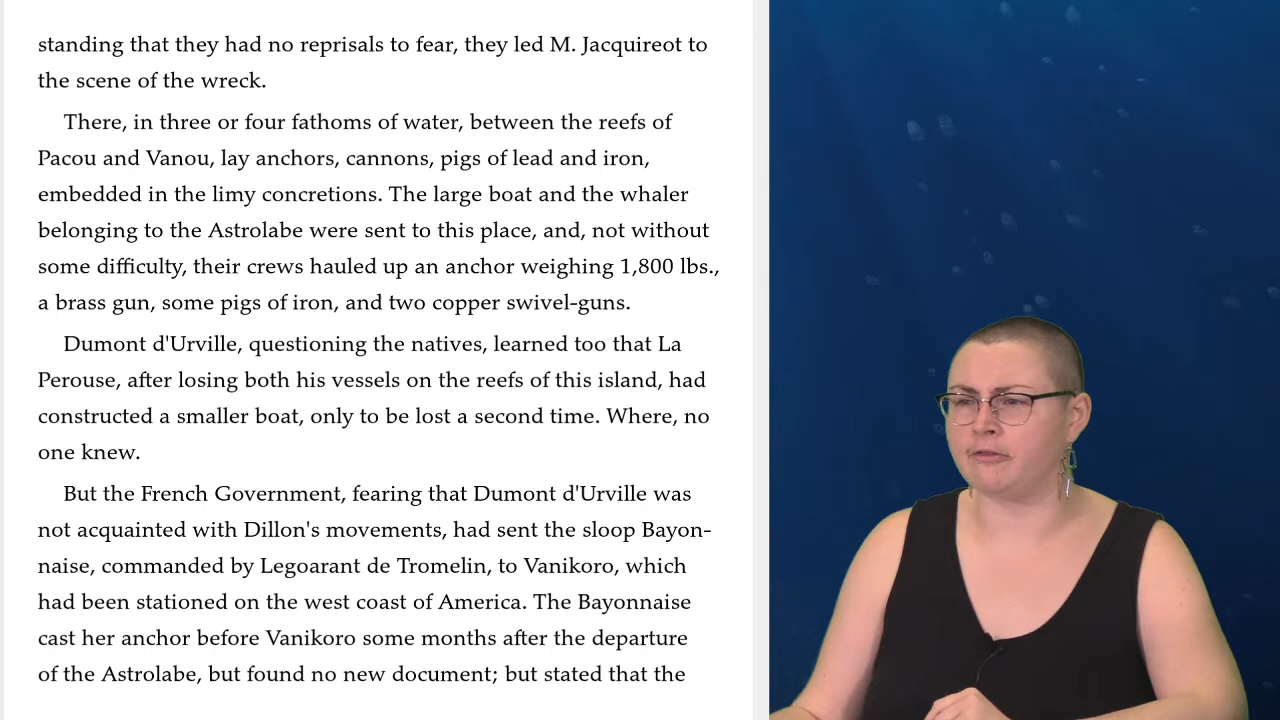 standing that they had no reprisals to fear, they led M. Jacquireot to
the scene of the wreck.
There, in three or four fathoms of water, between the reefs of
Pacou and Vanou, lay anchors, cannons, pigs of lead and iron,
embedded in the limy concretions. The large boat and the whaler
belonging to the Astrolabe were sent to this place, and, not without
some difficulty, their crews hauled up an anchor weighing 1,800 lbs.,
a brass gun, some pigs of iron, and two copper swivel-guns.
Dumont d'Urville, questioning the natives, learned too that La
Perouse, after losing both his vessels on the reefs of this island, had
constructed a smaller boat, only to be lost a second time. Where, no
one knew.
But the French Government, fearing that Dumont d'Urville was
not acquainted with Dillon's movements, had sent the sloop Bayon-
naise, commanded by Legoarant de Tromelin, to Vanikoro, which
had been stationed on the west coast of America. The Bayonnaise
cast her anchor before Vanikoro some months after the departure
of the Astrolabe, but found no new document; but stated that the